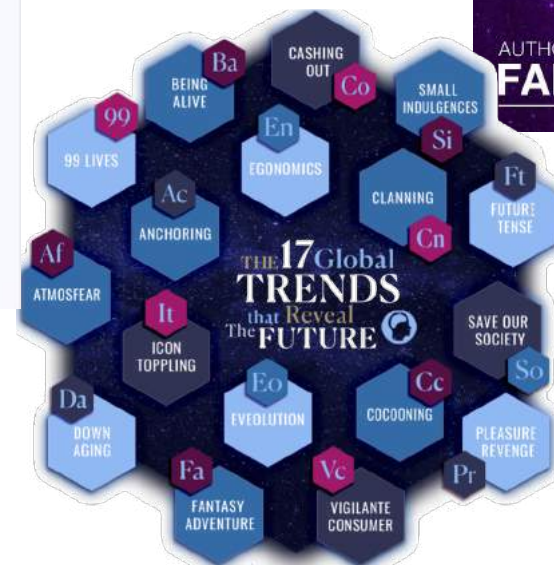 AUTHO
FA
CASHING
OUT
Co
Ba
BEING
ALIVE
SMALL
INDULGENCES
Si
99
99 LIVES
En
EGONOMICS
Ac
ANCHORING
CLANNING
Cn
Ft
FUTURE
TENSE
Af
ATMOSFEAR
THE 17 Global
TRENDS
that Reveal
The FUTURE
It
ICON
TOPPLING
SAVE OUR
SOCIETY
So
Da
DOWN
AGING
Eo
EVEOLUTION
Cc
COCOONING
PLEASURE
REVENGE
Pr
Fa
FANTASY
ADVENTURE
Vc
VIGILANTE
CONSUMER